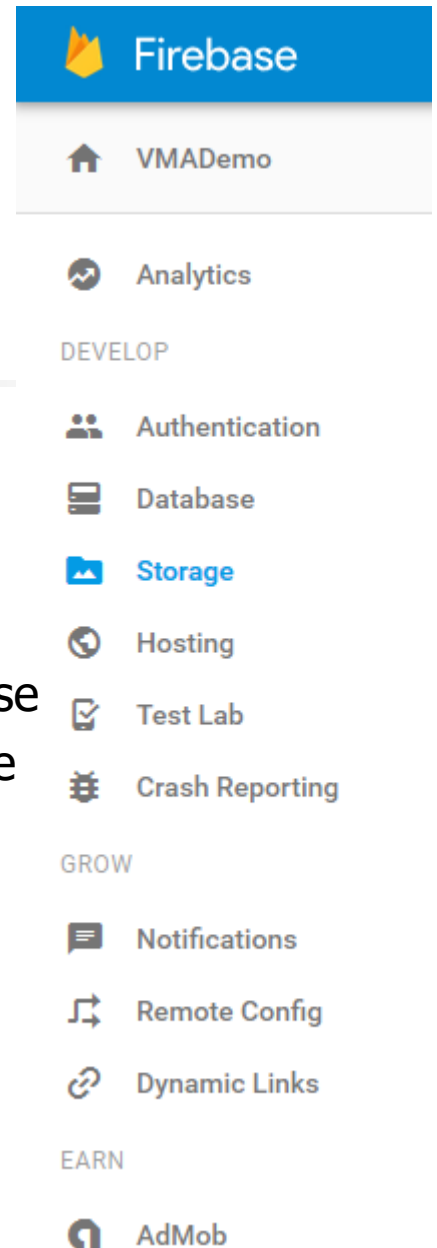 Firebase
VMADemo
Analytics
DEVELOP
Authentication
Database
Storage
Hosting
se
Test Lab
e
Crash Reporting
GROW
Notifications
Remote Config
Dynamic Links
EARN
AdMob